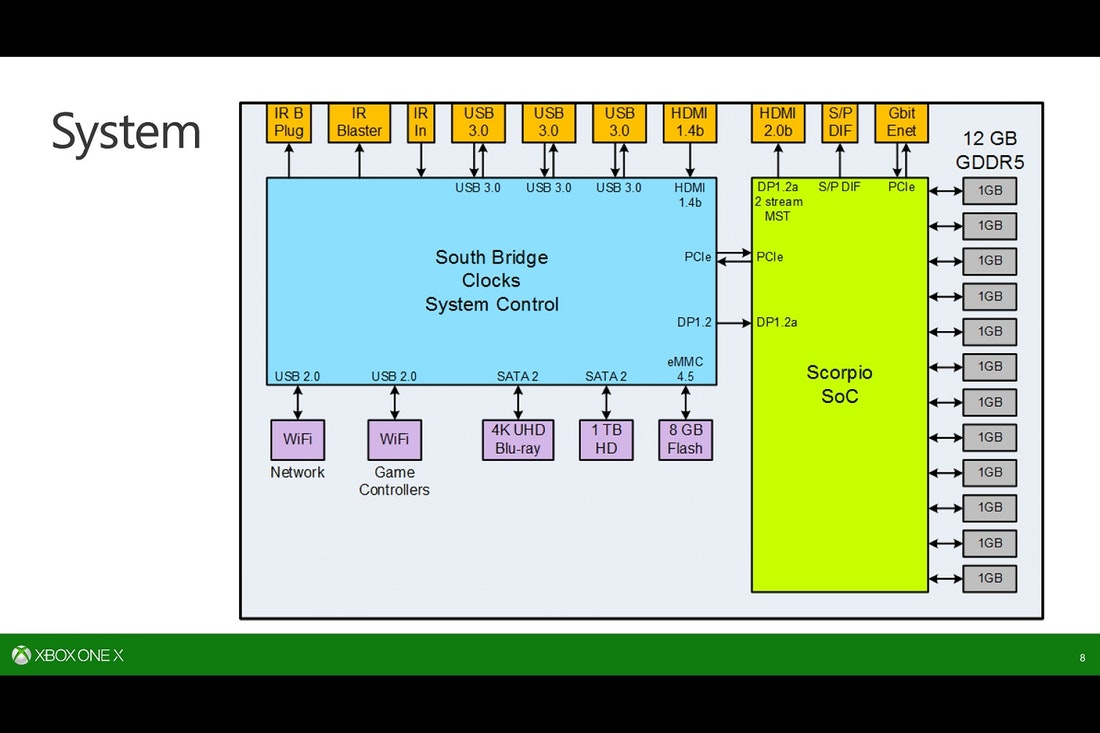 System
IR B
Plug
IR
Blaster
IR
In
USB
3.0
USB
3.0
USB
3.0
HDMI
1.4b
HDMI
2.0b
S/P
DIF
Gbit
Enet
12 GB
GDDR5
USB 3.0
USB 3.0
USB 3.0
HDMI
1.4b
DP1.2a
2 stream
MST
S/P DIF
PCIe
South Bridge
Clocks
System Control
PCIe
PCIe
DP1.2
DP1.2a
eMMC
4.5
USB 2.0
USB 2.0
SATA 2
SATA 2
Scorpio
SoC
1GB
1GB
1GB
1GB
1GB
1GB
1GB
1GB
1GB
1GB
1GB
1GB
WiFi
Network
WiFi
Game
Controllers
4K UHD
Blu-ray
1 TB
HD
8 GB
Flash
XBOX ONE X
8